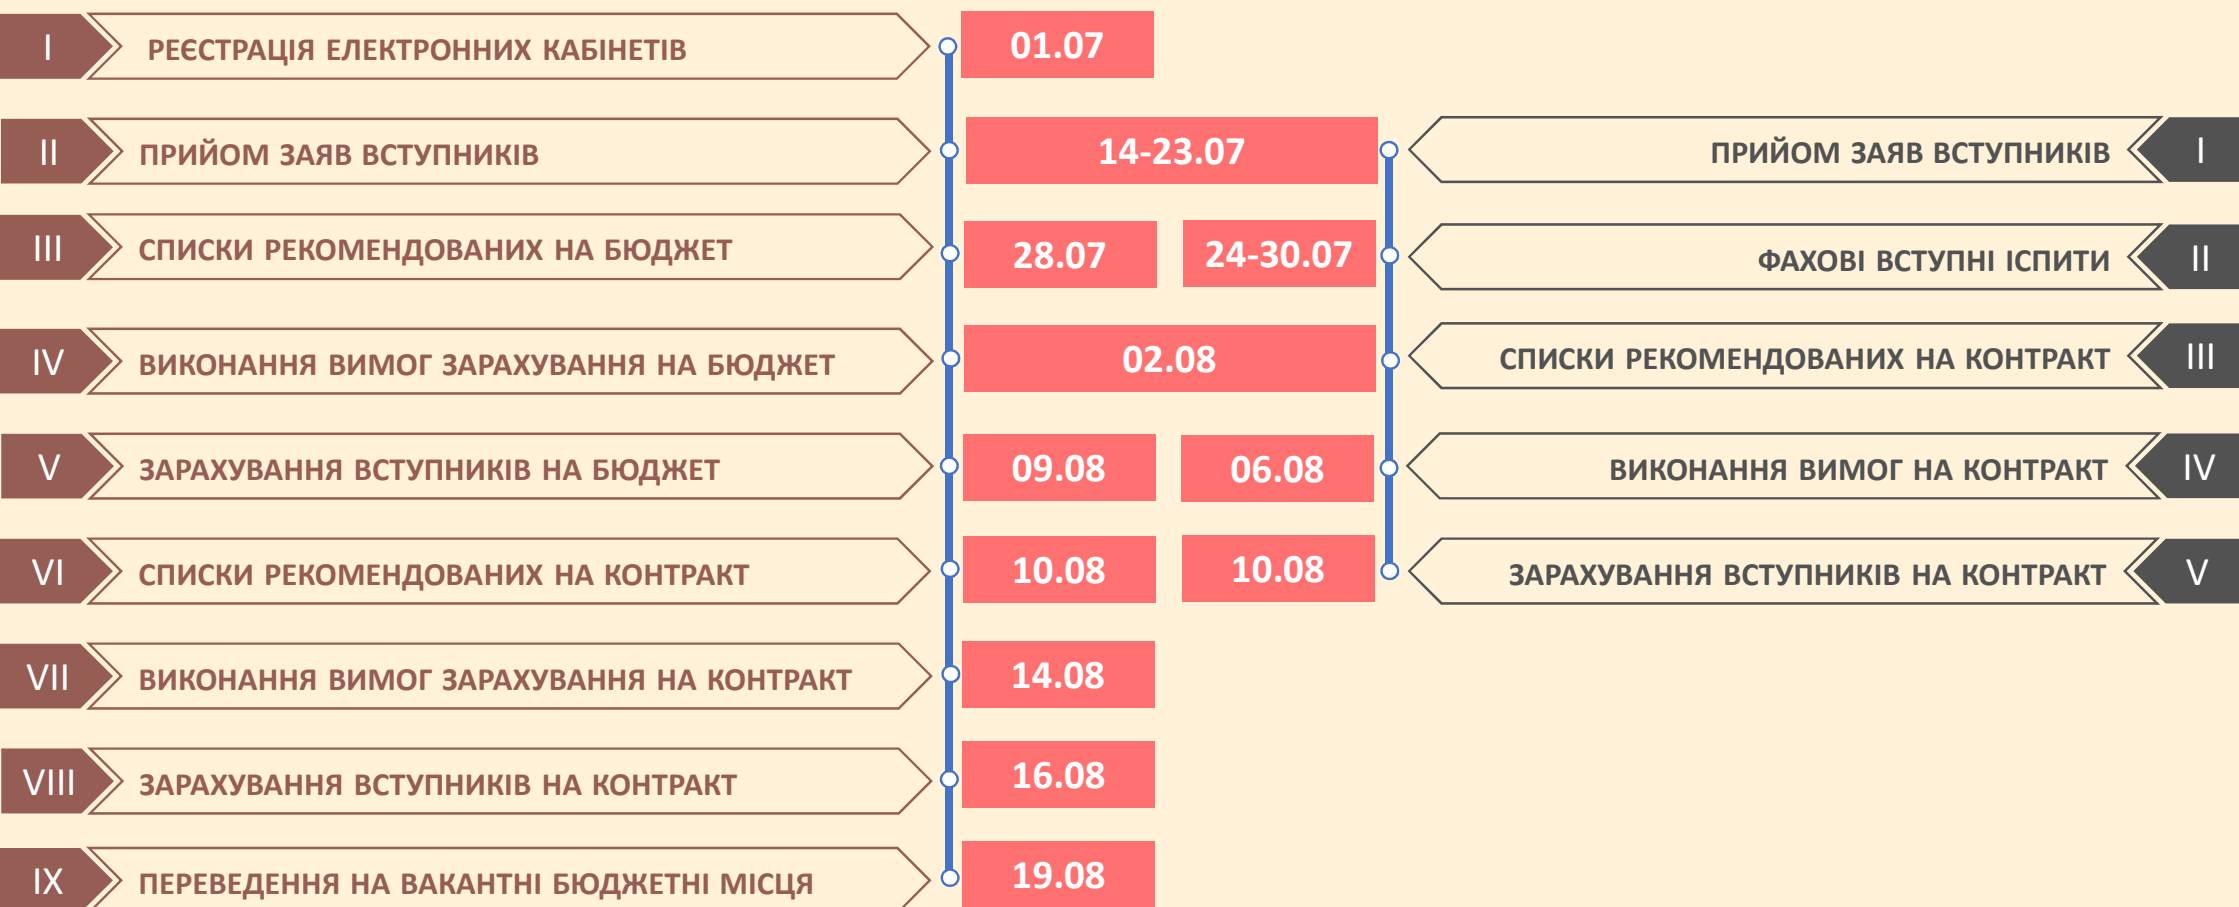 I
РЕЄСТРАЦІЯ ЕЛЕКТРОННИХ КАБІНЕТІВ
01.07
II
ПРИЙОМ ЗАЯВ ВСТУПНИКІВ
14-23.07
ПРИЙОМ ЗАЯВ ВСТУПНИКІВ
I
III
СПИСКИ РЕКОМЕНДОВАНИХ НА БЮДЖЕТ
28.07
24-30.07
ФАХОВІ ВСТУПНІ ІСПИТИ
II
IV
ВИКОНАННЯ ВИМОГ ЗАРАХУВАННЯ НА БЮДЖЕТ
02.08
СПИСКИ РЕКОМЕНДОВАНИХ НА КОНТРАКТ
III
V
ЗАРАХУВАННЯ ВСТУПНИКІВ НА БЮДЖЕТ
09.08
06.08
ВИКОНАННЯ ВИМОГ НА КОНТРАКТ
IV
VI
СПИСКИ РЕКОМЕНДОВАНИХ НА КОНТРАКТ
10.08
10.08
ЗАРАХУВАННЯ ВСТУПНИКІВ НА КОНТРАКТ
V
VII
ВИКОНАННЯ ВИМОГ ЗАРАХУВАННЯ НА КОНТРАКТ
14.08
VIII
ЗАРАХУВАННЯ ВСТУПНИКІВ НА КОНТРАКТ
16.08
IX
ПЕРЕВЕДЕННЯ НА ВАКАНТНІ БЮДЖЕТНІ МІСЦЯ
19.08